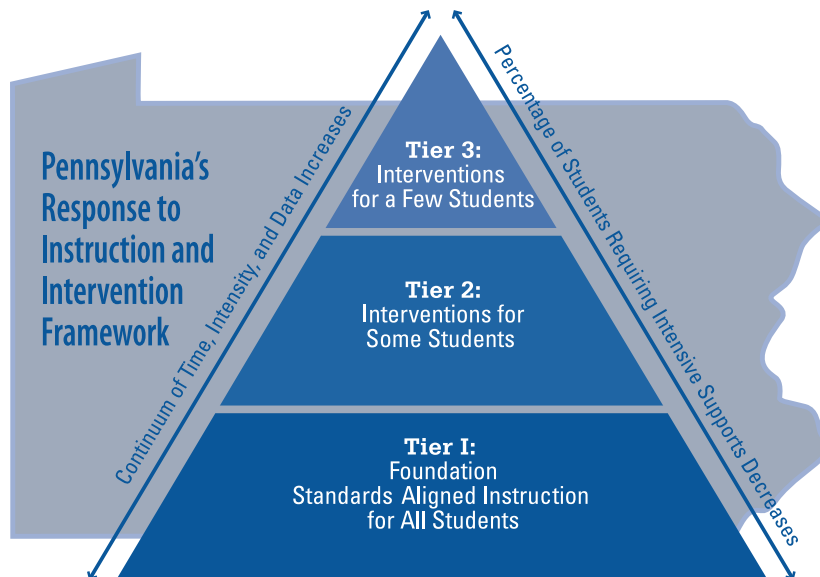 Pennsylvania's
Response to
Instruction and
Intervention
Framework
Continuum of Time, Intensity, and Data Increases
Percentage of Students Requiring Intensive Supports Decreases
Tier 3:
Interventions
for a Few Students
Tier 2:
Interventions for
Some Students
Tier I:
Foundation
Standards Aligned Instruction
for All Students